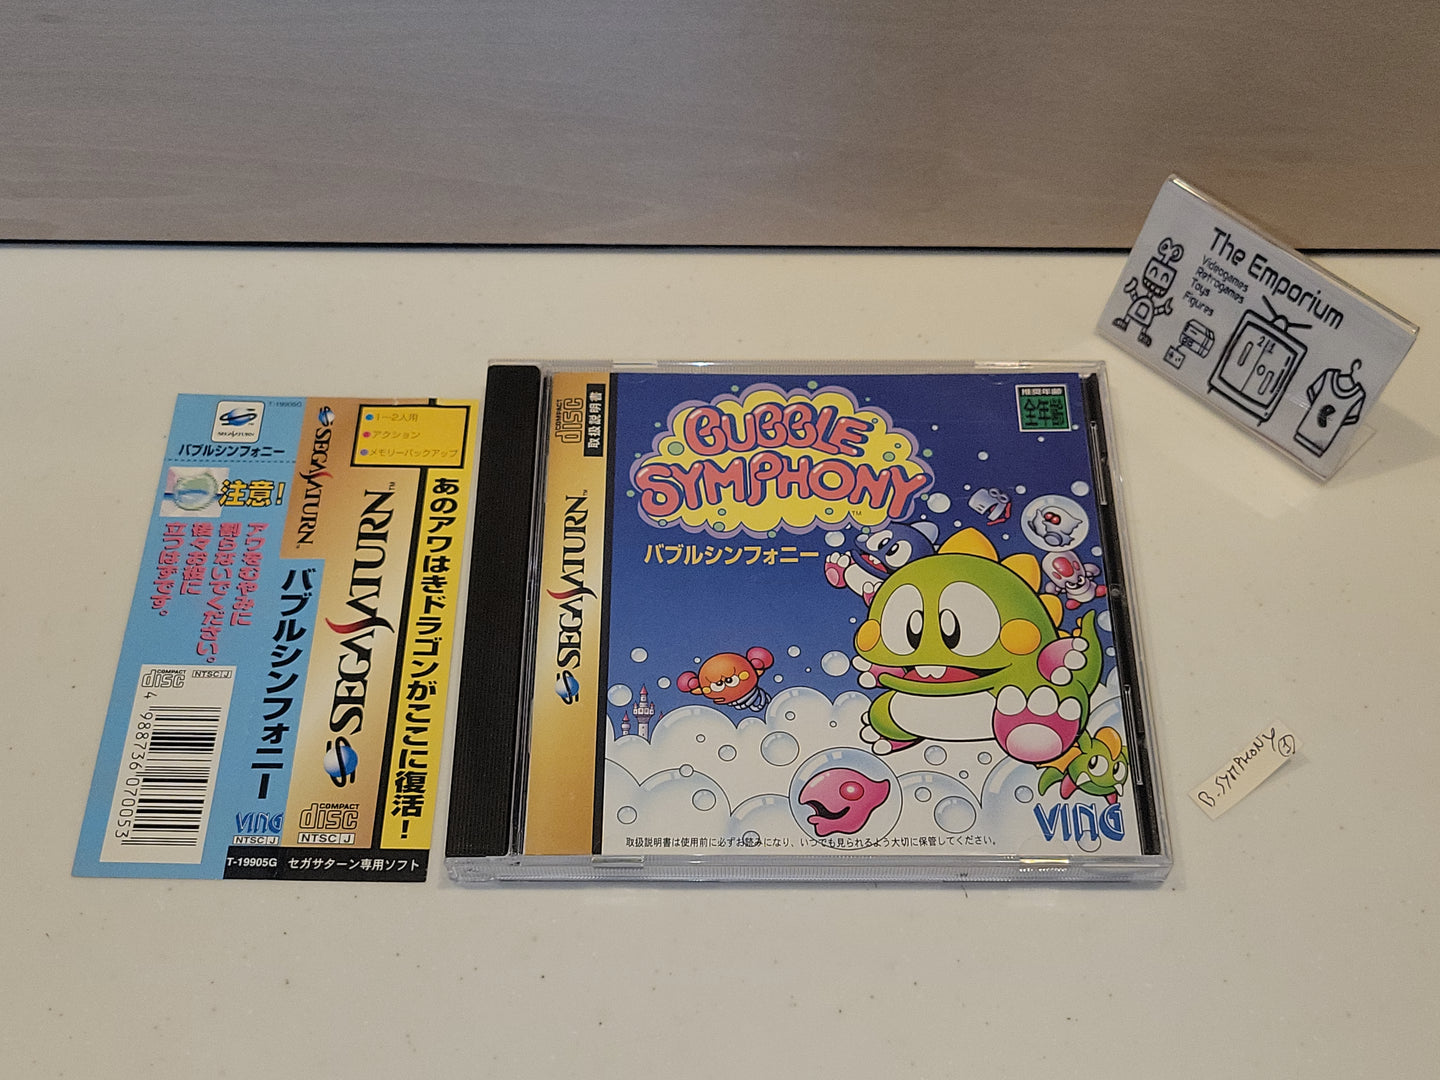 T-19905G
SEGA SATURN
バブルシンフォニー
注意!
アワをむやみに
割らないでください。
後々お役に
立つはずです。
COMPACT
disc
NTSC J
4 988736 070053
SEGA SATURN
バブルシンフォニー
VING
NTSC J
T-19905G
1〜2人用
アクション
メモリーバックアップ
SEGA SATURN™
COMPACT
disc
NTSC J
あのアワはきドラゴンがここに復活!
セガサターン専用ソフト
COMPACT
disc
取扱説明書
SEGA SATURN™
BUBBLE
SYMPHONY™
バブルシンフォニー
推奨年齢
全年齢
VING
取扱説明書は使用前に必ずお読みになり、いつでも見られるよう大切に保管してください。
The Emporium
Videogames
Retrogames
Toys
Figures
B-SYMPHONY